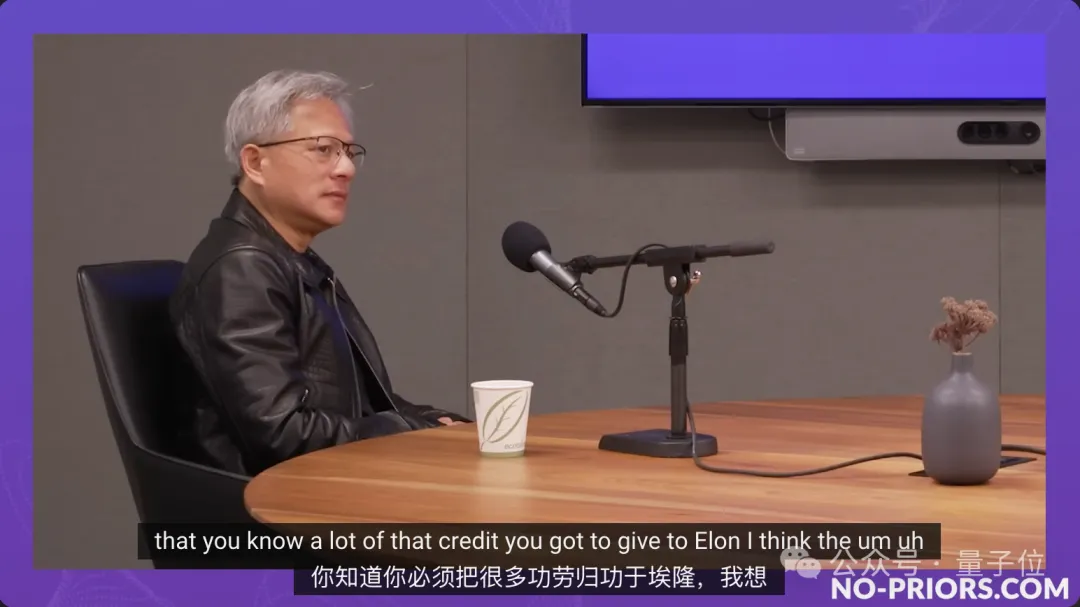 that you know a lot of that credit you got to give to Elon I think the um uh
你知道你必须把很多功劳归功于埃隆，我想
公众号 · 量子位
NO-PRIORS.COM